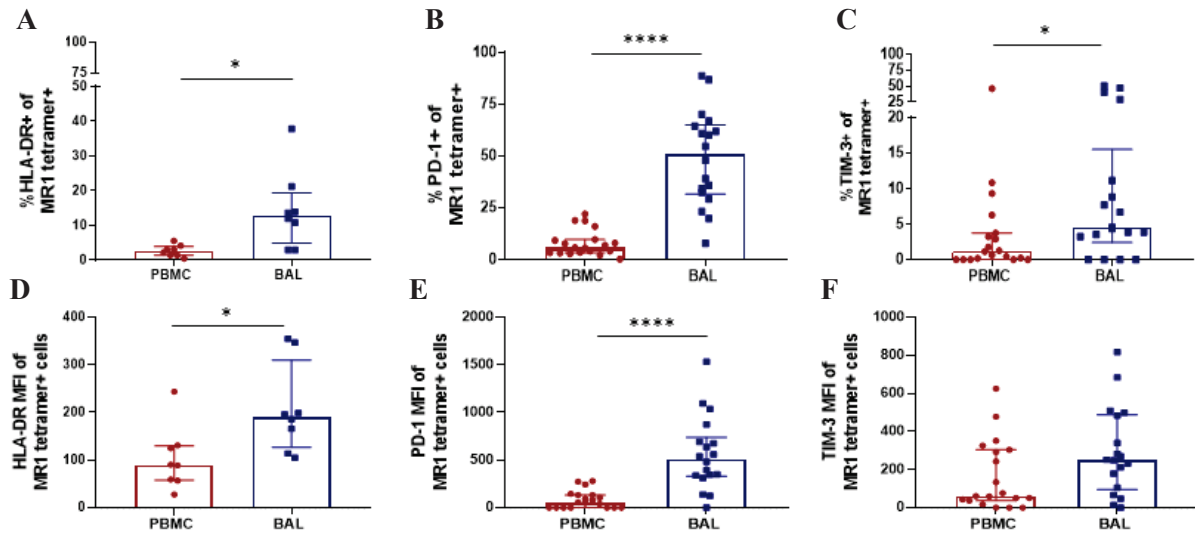 A
%HLA-DR+ of
MR1 tetramer+
100
75
50
40
30
20
10
0
*
PBMC
BAL
B
% PD-1+ of
MR1 tetramer+
100
75
50
25
0
****
PBMC
BAL
C
%TIM-3+ of
MR1 tetramer+
100
75
50
25
20
15
10
5
0
*
PBMC
BAL
D
HLA-DR MFI of
MR1 tetramer+ cells
400
300
200
100
0
*
PBMC
BAL
E
PD-1 MFI of
MR1 tetramer+ cells
2000
1500
1000
500
0
****
PBMC
BAL
F
TIM-3 MFI of
MR1 tetramer+ cells
1000
800
600
400
200
0
PBMC
BAL